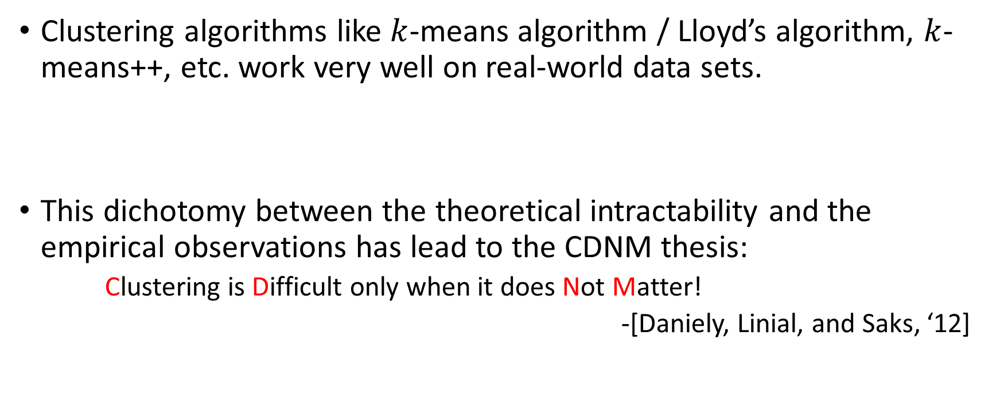 • Clustering algorithms like k-means algorithm / Lloyd’s algorithm, k-
means++, etc. work very well on real-world data sets.
• This dichotomy between the theoretical intractability and the
empirical observations has lead to the CDNM thesis:
Clustering is Difficult only when it does Not Matter!
-[Daniely, Linial, and Saks, ‘12]